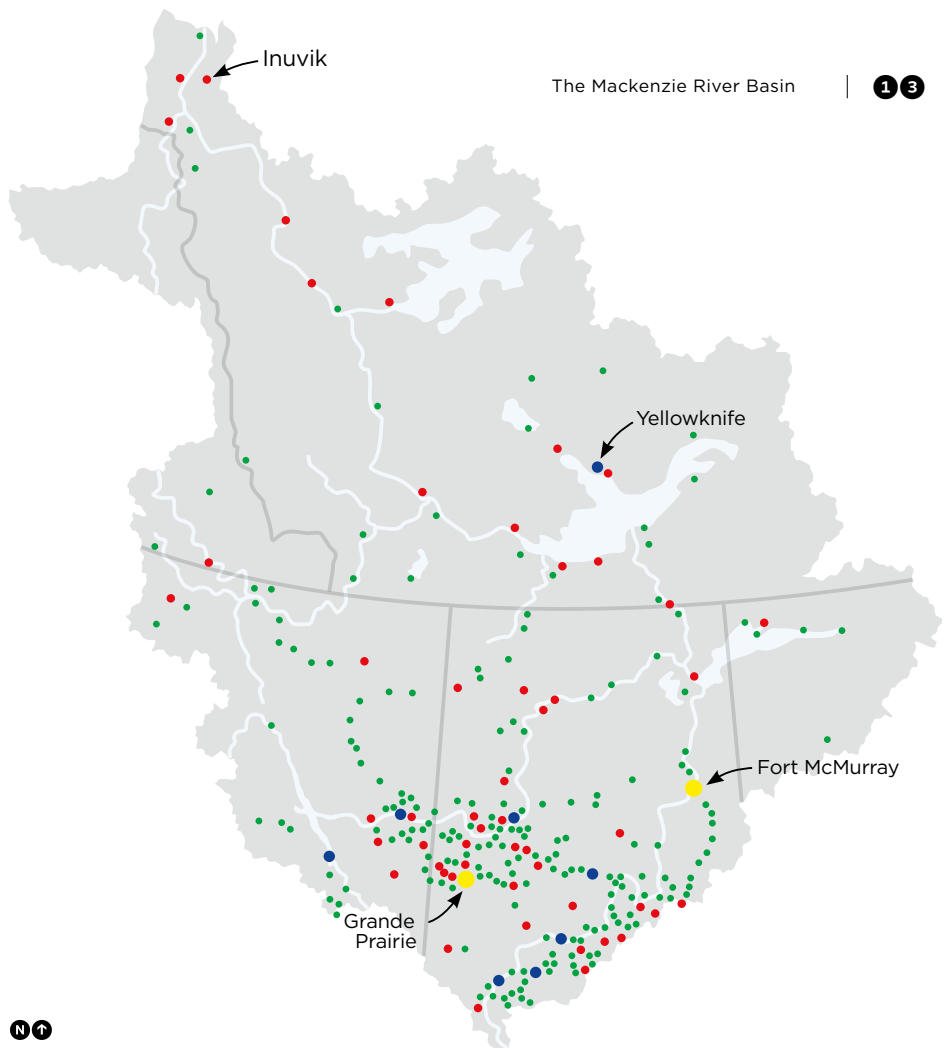 Inuvik
The Mackenzie River Basin | 1 3
Yellowknife
Fort McMurray
Grande
Prairie
N